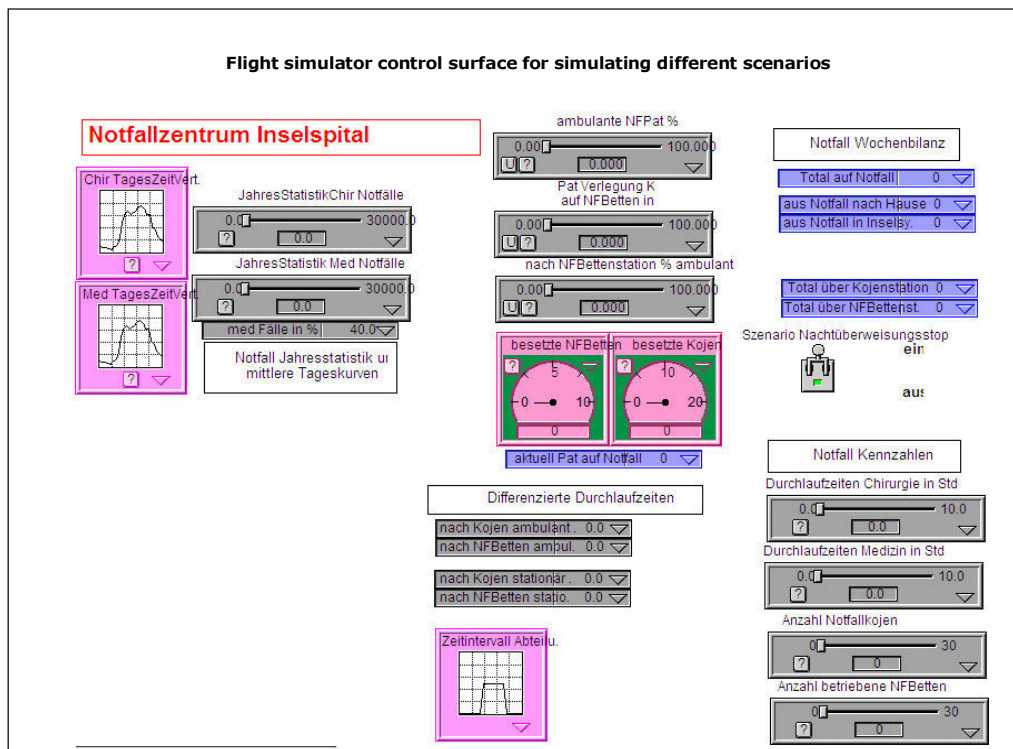 Flight simulator control surface for simulating different scenarios
Notfallzentrum Inselspital
Chir TagesZeitVert.
?
JahresStatistikChir Notfälle
0.0 30000.0
? 0.0
Med TagesZeitVert.
?
JahresStatistik Med Notfälle
0.0 30000.0
? 0.0
med Fälle in % 40.0
Notfall Jahresstatistik
mittlere Tageskurven
ambulante NFPat %
0.00 100.000
U ? 0.000
Pat Verlegung K
auf NFBetten in
0.00 100.000
U ? 0.000
nach NFBettenstation % ambulant
0.00 100.000
U ? 0.000
besetzte NFBetten
?
5
0 10
0
besetzte Kojen
?
10
0 20
0
aktuell Pat auf Notfall 0
Differenzierte Durchlaufzeiten
nach Kojen ambulant . 0.0
nach NFBetten ambul. 0.0
nach Kojen stationär . 0.0
nach NFBetten statio. 0.0
Zeitintervall Abteilu.
Notfall Wochenbilanz
Total auf Notfall 0
aus Notfall nach Hause 0
aus Notfall in Inselsy. 0
Total über Kojenstation 0
Total über NFBettenst. 0
Szenario Nachtüberweisungsstop
ein
aus
Notfall Kennzahlen
Durchlaufzeiten Chirurgie in Std
0.0 10.0
? 0.0
Durchlaufzeiten Medizin in Std
0.0 10.0
? 0.0
Anzahl Notfallkojen
0 30
? 0
Anzahl betriebene NFBetten
0 30
? 0